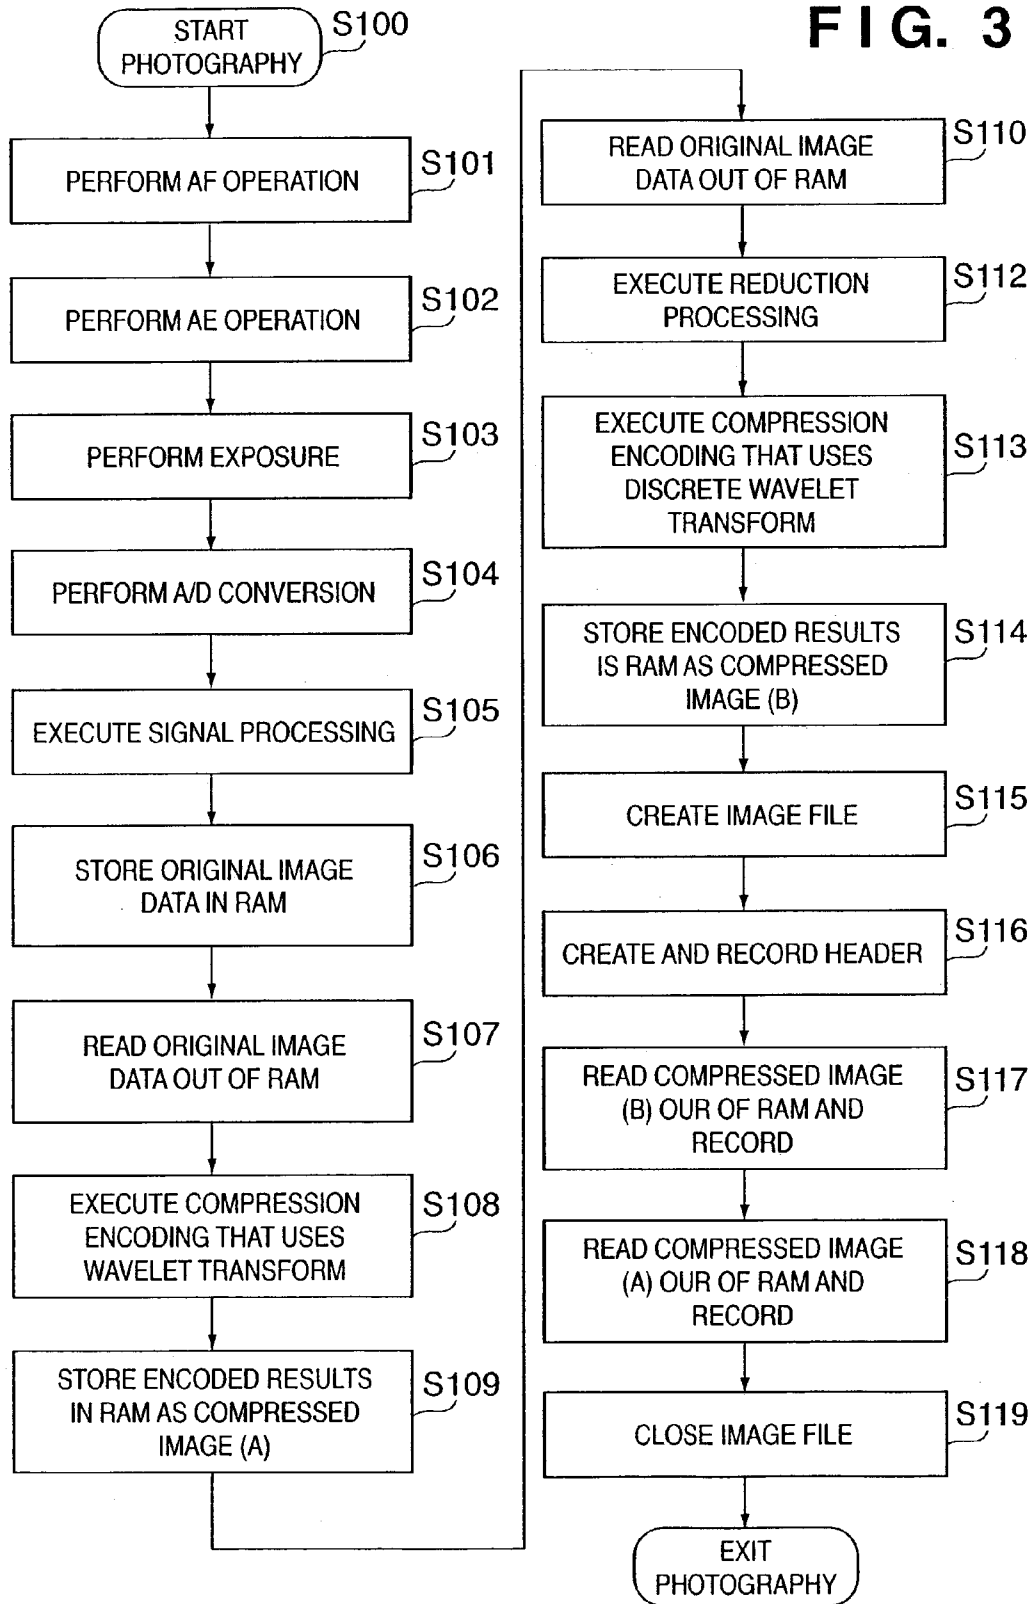 FIG. 3
START
PHOTOGRAPHY
S100
PERFORM AF OPERATION
S101
PERFORM AE OPERATION
S102
PERFORM EXPOSURE
S103
PERFORM A/D CONVERSION
S104
EXECUTE SIGNAL PROCESSING
S105
STORE ORIGINAL IMAGE
DATA IN RAM
S106
READ ORIGINAL IMAGE
DATA OUT OF RAM
S107
EXECUTE COMPRESSION
ENCODING THAT USES
WAVELET TRANSFORM
S108
STORE ENCODED RESULTS
IN RAM AS COMPRESSED
IMAGE (A)
S109
READ ORIGINAL IMAGE
DATA OUT OF RAM
S110
EXECUTE REDUCTION
PROCESSING
S112
EXECUTE COMPRESSION
ENCODING THAT USES
DISCRETE WAVELET
TRANSFORM
S113
STORE ENCODED RESULTS
IS RAM AS COMPRESSED
IMAGE (B)
S114
CREATE IMAGE FILE
S115
CREATE AND RECORD HEADER
S116
READ COMPRESSED IMAGE
(B) OUR OF RAM AND
RECORD
S117
READ COMPRESSED IMAGE
(A) OUR OF RAM AND
RECORD
S118
CLOSE IMAGE FILE
S119
EXIT
PHOTOGRAPHY